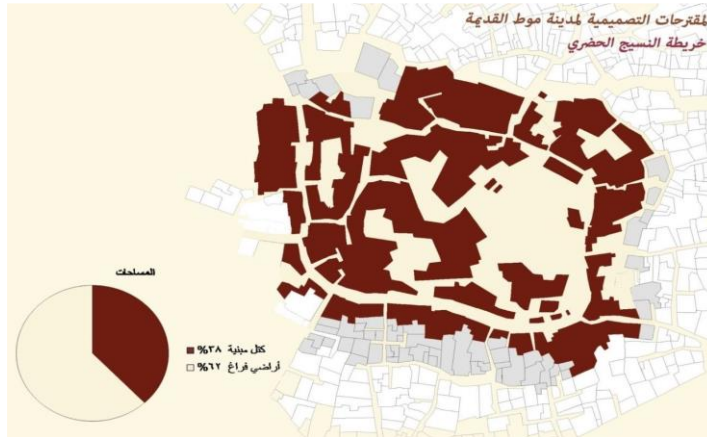 المقترحات التصميمية لمدينة موط القديمة
خريطة النسيج الحضري
المساحات
كتل مبنية ٣٨%
أراضي فراغ ٦٢%